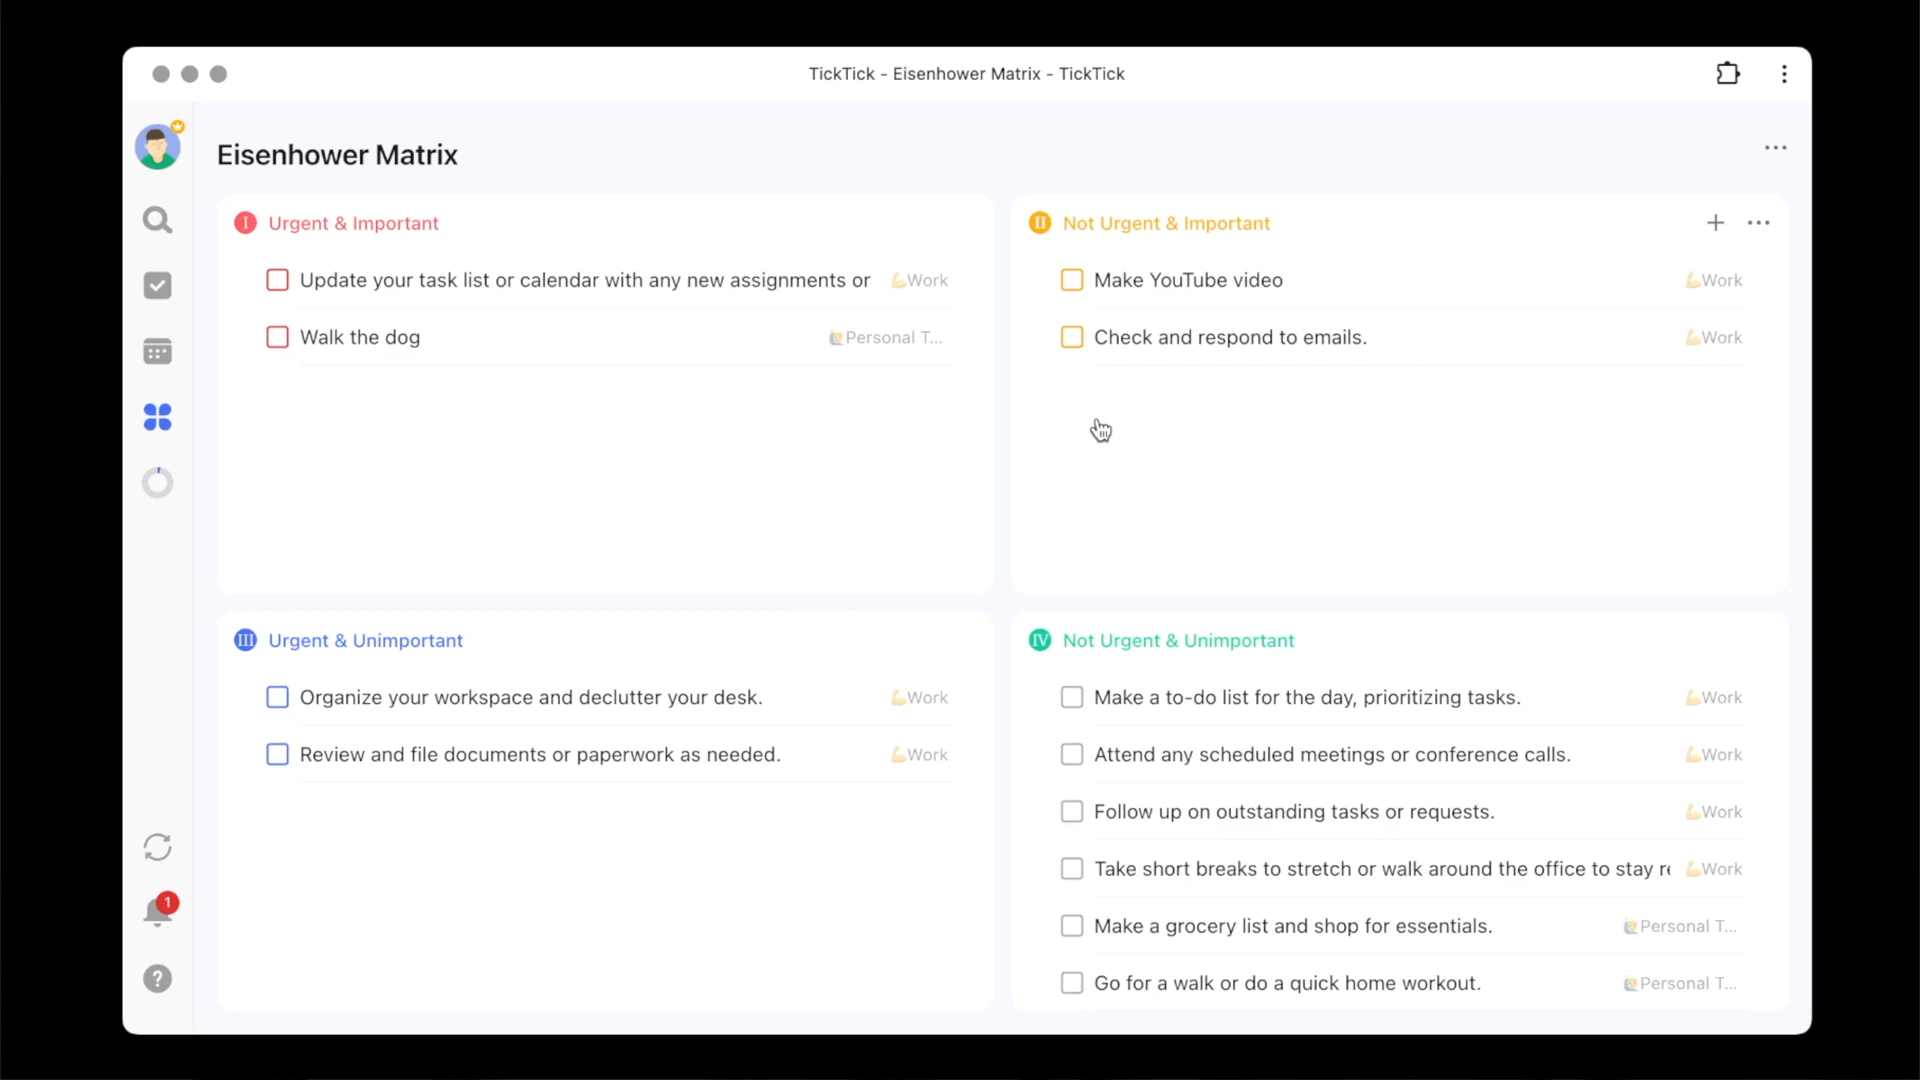 TickTick - Eisenhower Matrix - TickTick
Eisenhower Matrix
I Urgent & Important
Update your task list or calendar with any new assignments or 💪Work
Walk the dog Personal T...
II Not Urgent & Important
Make YouTube video 💪Work
Check and respond to emails. 💪Work
III Urgent & Unimportant
Organize your workspace and declutter your desk. 💪Work
Review and file documents or paperwork as needed. 💪Work
IV Not Urgent & Unimportant
Make a to-do list for the day, prioritizing tasks. 💪Work
Attend any scheduled meetings or conference calls. 💪Work
Follow up on outstanding tasks or requests. 💪Work
Take short breaks to stretch or walk around the office to stay 💪Work
Make a grocery list and shop for essentials. Personal T...
Go for a walk or do a quick home workout. Personal T...
1
?